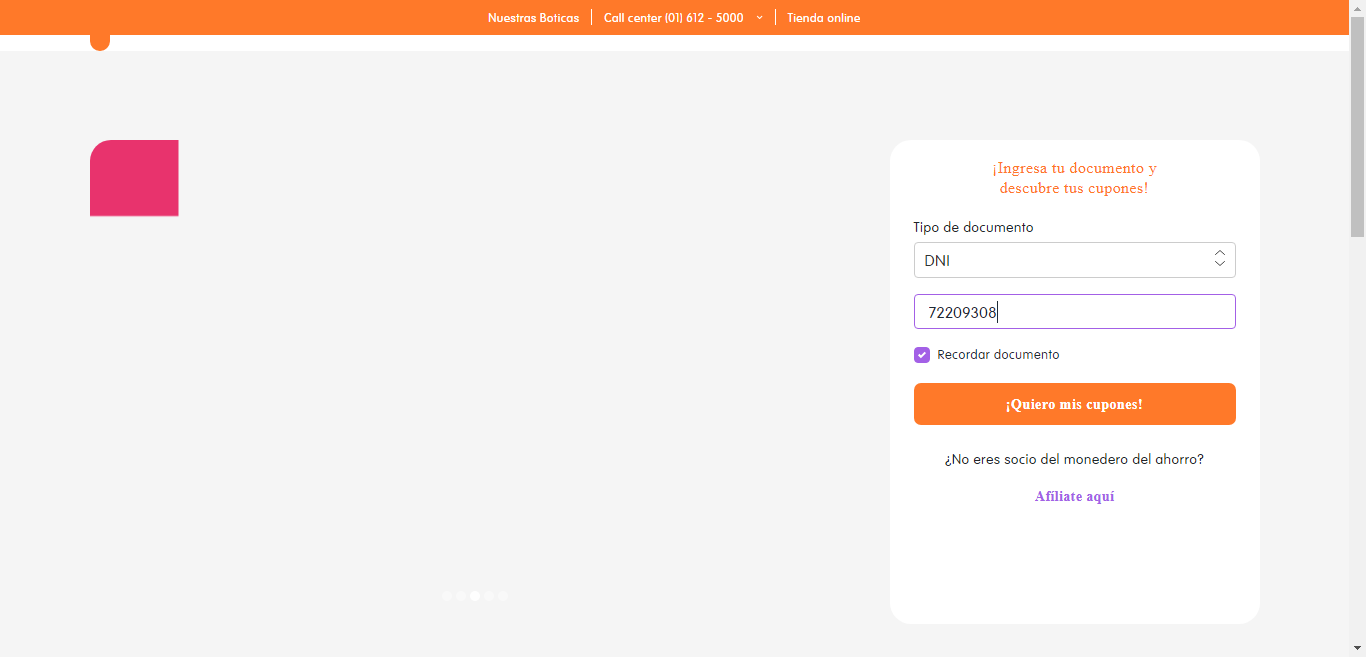 Nuestras Boticas
Call center (01) 612 - 5000
Tienda online
¡Ingresa tu documento y
descubre tus cupones!
Tipo de documento
DNI
72209308
Recordar documento
¡Quiero mis cupones!
¿No eres socio del monedero del ahorro?
Afíliate aquí